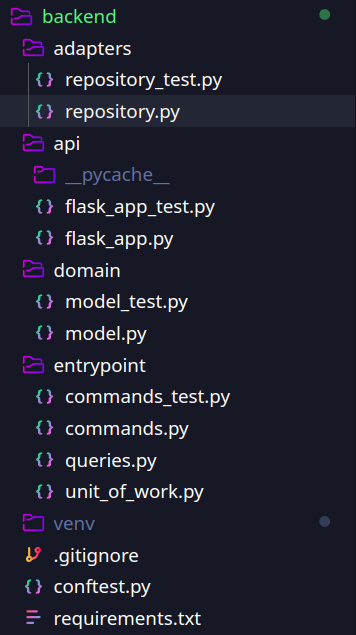 backend
adapters
repository_test.py
repository.py
api
__pycache__
flask_app_test.py
flask_app.py
domain
model_test.py
model.py
entrypoint
commands_test.py
commands.py
queries.py
unit_of_work.py
venv
.gitignore
conftest.py
requirements.txt